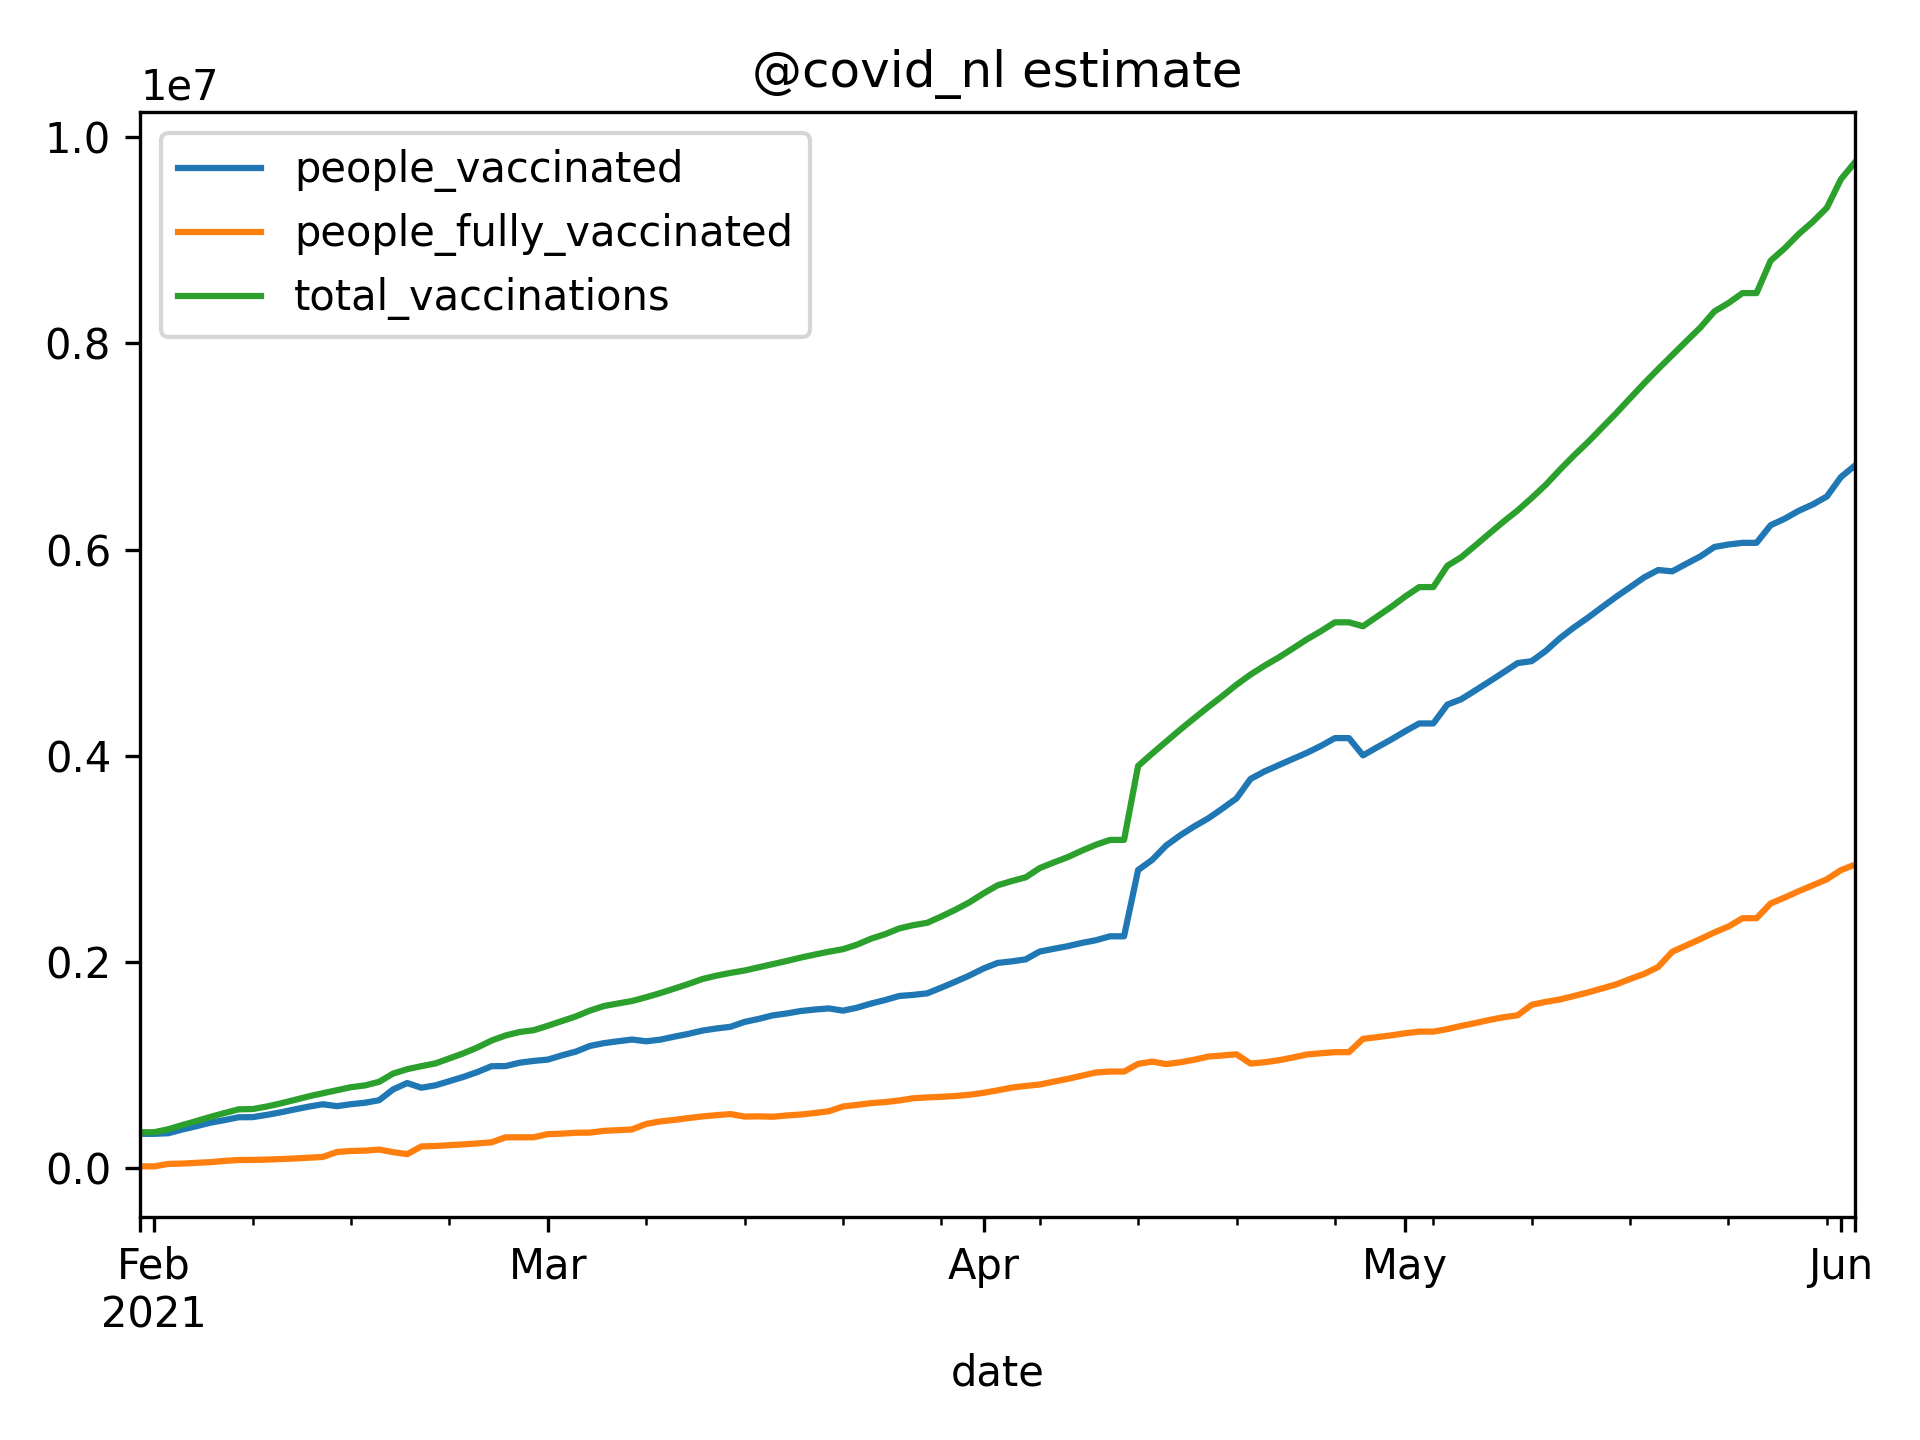 @covid_nl estimate
1e7
1.0
0.8
0.6
0.4
0.2
0.0
people_vaccinated
people_fully_vaccinated
total_vaccinations
Feb Mar Apr May Jun
2021
date